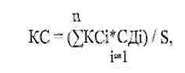 n
КС = (∑КСi*СДi) / S,
i=1